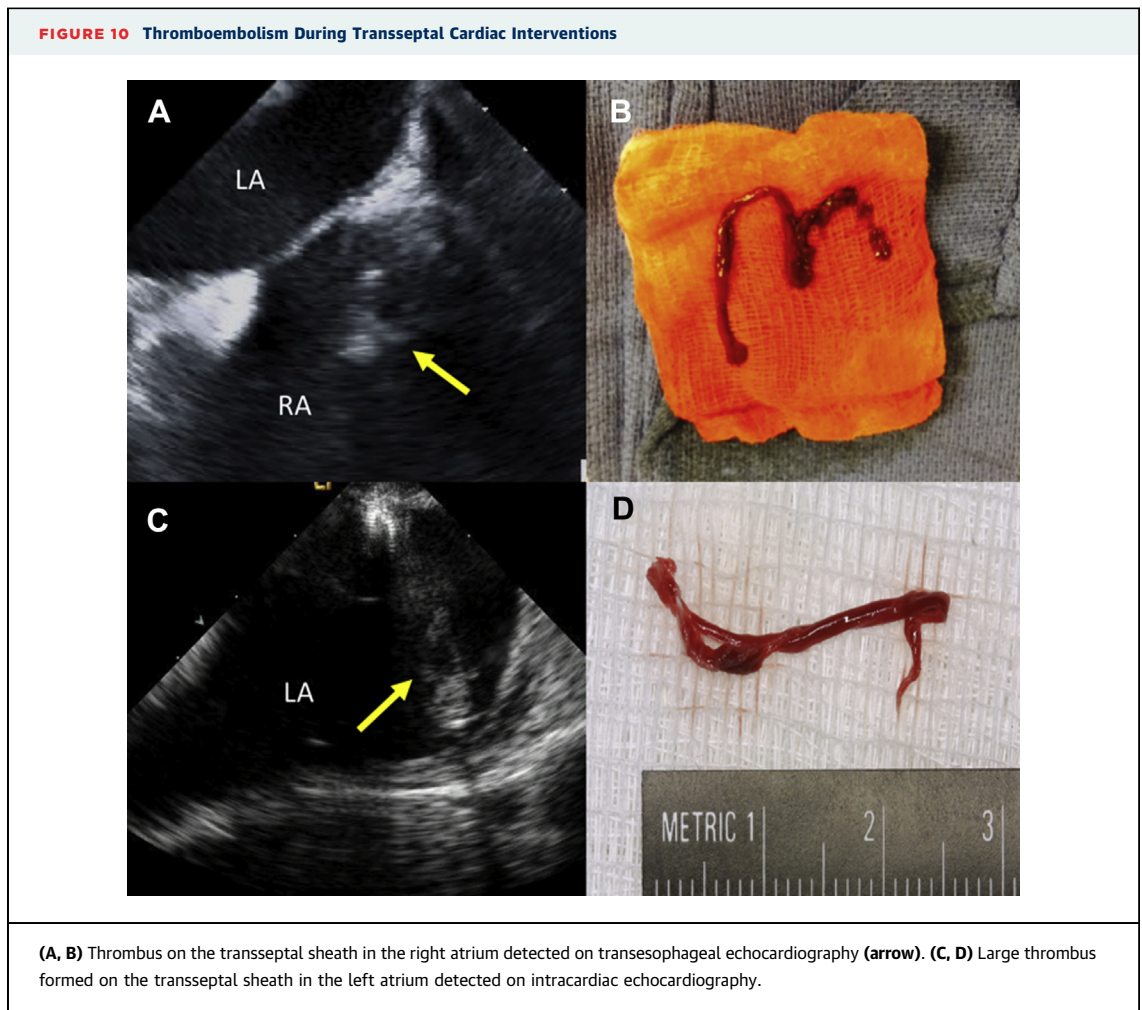 FIGURE 10 Thromboembolism During Transseptal Cardiac Interventions
A
LA
RA
B
C
LA
D
METRIC 1 2 3
(A, B) Thrombus on the transseptal sheath in the right atrium detected on transesophageal echocardiography (arrow). (C, D) Large thrombus
formed on the transseptal sheath in the left atrium detected on intracardiac echocardiography.